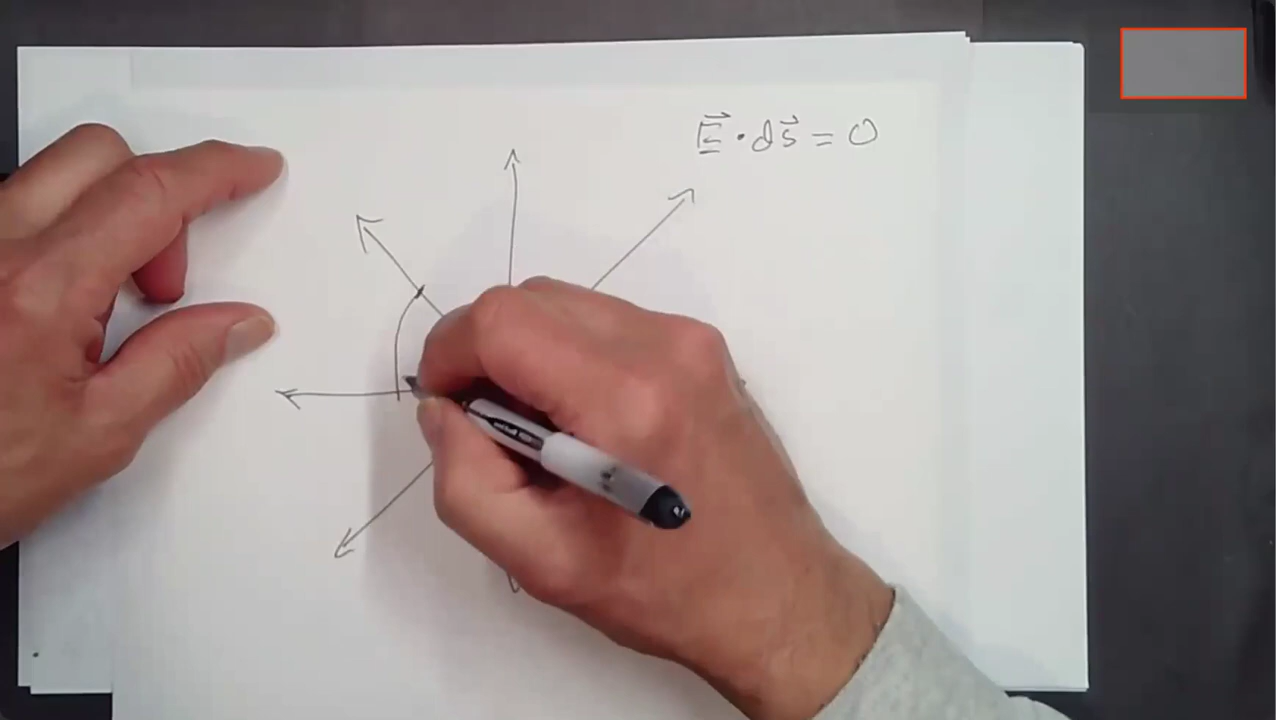 E⃗ · ds⃗ = 0